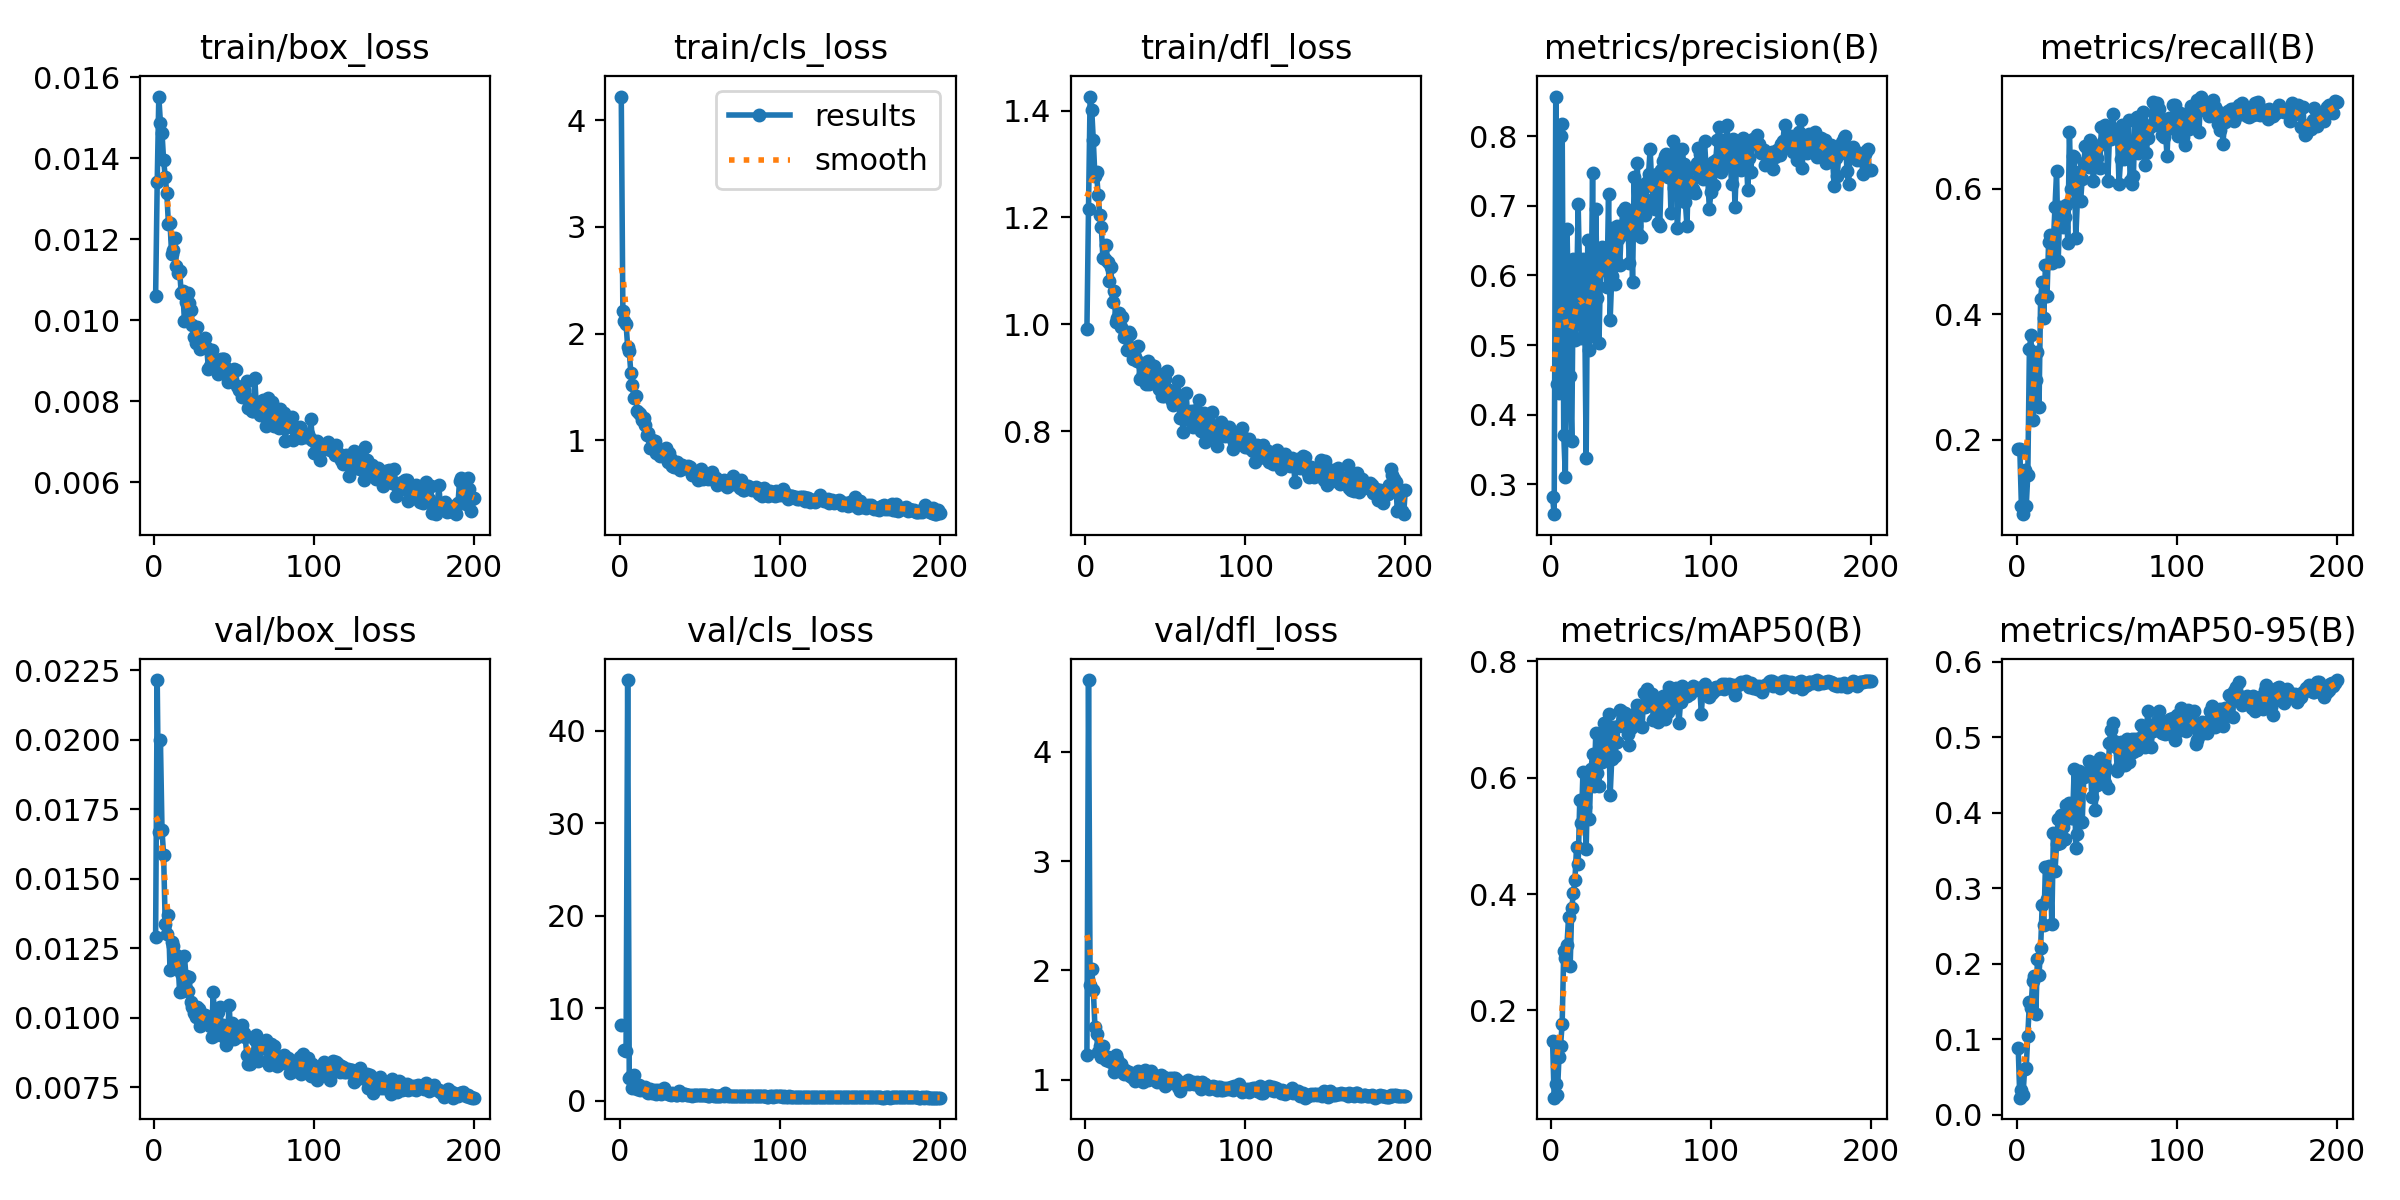 train/box_loss
0.016
0.014
0.012
0.010
0.008
0.006
0 100 200
train/cls_loss
results
smooth
4
3
2
1
0 100 200
train/dfl_loss
1.4
1.2
1.0
0.8
0 100 200
metrics/precision(B)
0.8
0.7
0.6
0.5
0.4
0.3
0 100 200
metrics/recall(B)
0.6
0.4
0.2
0 100 200
val/box_loss
0.0225
0.0200
0.0175
0.0150
0.0125
0.0100
0.0075
0 100 200
val/cls_loss
40
30
20
10
0
0 100 200
val/dfl_loss
4
3
2
1
0 100 200
metrics/mAP50(B)
0.8
0.6
0.4
0.2
0 100 200
metrics/mAP50-95(B)
0.6
0.5
0.4
0.3
0.2
0.1
0.0
0 100 200